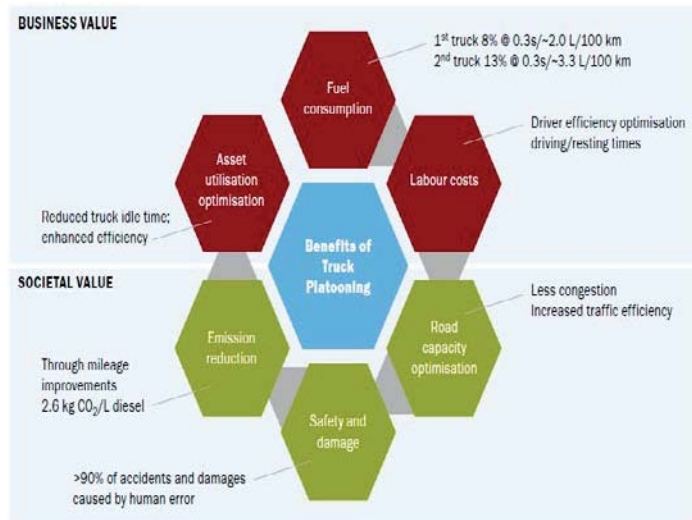 BUSINESS VALUE
1st truck 8% @ 0.3s/~2.0 L/100 km
2nd truck 13% @ 0.3s/~3.3 L/100 km
Fuel
consumption
Driver efficiency optimisation
driving/resting times
Labour costs
Asset
utilisation
optimisation
Reduced truck idle time;
enhanced efficiency
Benefits of
Truck
Platooning
SOCIETAL VALUE
Less congestion
Increased traffic efficiency
Road
capacity
optimisation
Emission
reduction
Through mileage
improvements
2.6 kg CO2/L diesel
Safety and
damage
>90% of accidents and damages
caused by human error